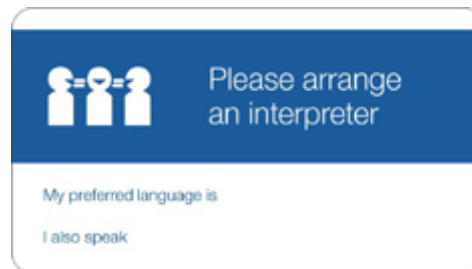 Please arrange
an interpreter
My preferred language is
I also speak